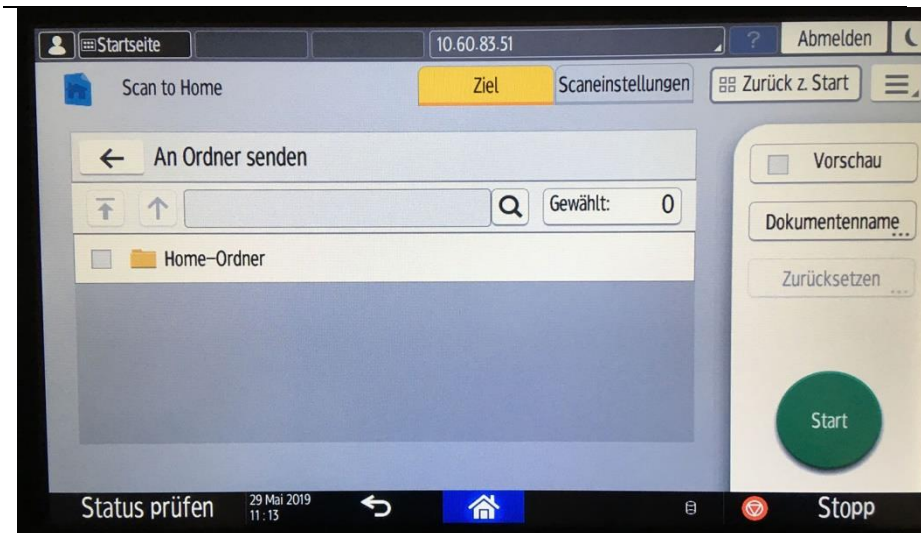 Startseite 10.60.83.51 ? Abmelden
Scan to Home Ziel Scaneinstellungen Zurück z. Start
An Ordner senden
Vorschau
Gewählt: 0
Dokumentenname...
Home-Ordner
Zurücksetzen...
Start
Status prüfen 29 Mai 2019
11:13
Stopp